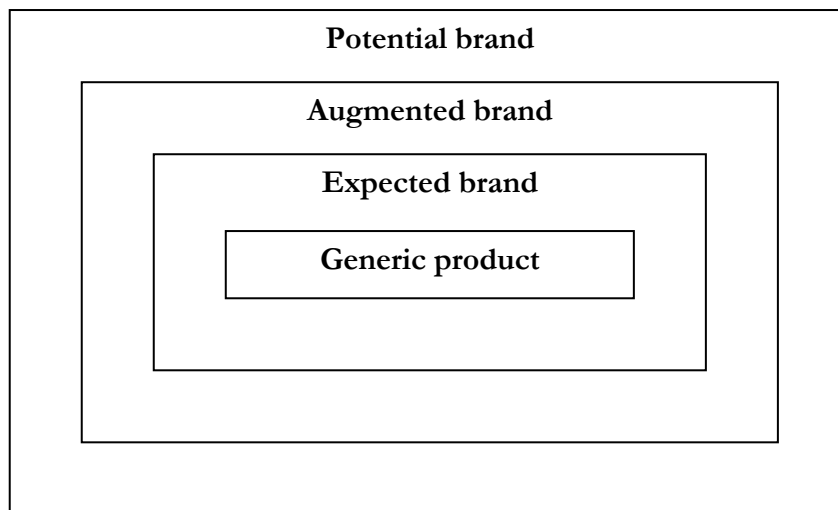 Potential brand
Augmented brand
Expected brand
Generic product